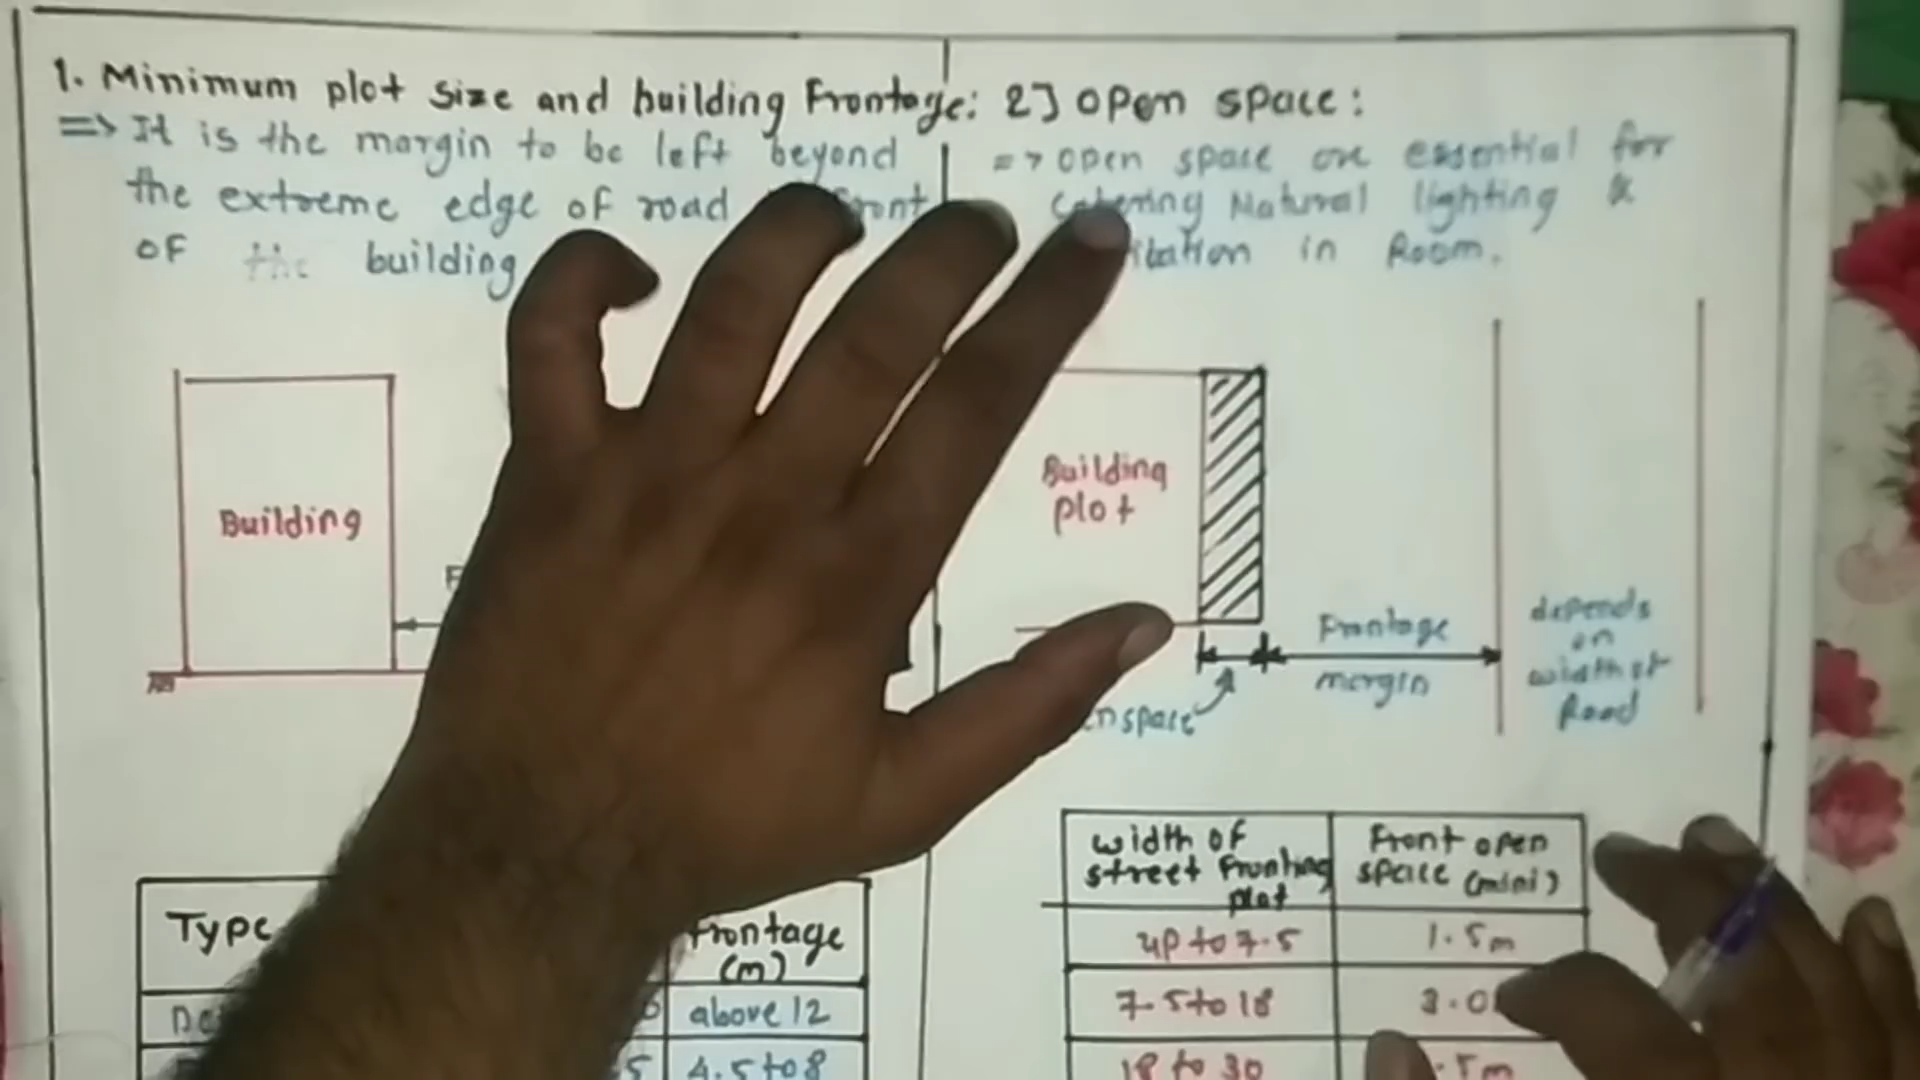 1. Minimum plot size and building Frontage:
=> It is the margin to be left beyond
the extreme edge of road front
of the building
2] open space:
=> open space are essential for
catering Natural lighting &
in Room.
Building
Building
plot
Frontage
margin
depends
on
width of
Road
space
Type
Frontage
(m)
above 12
4.5 to 8
width of
street Fronting
plot
Front open
space (mini)
up to 7.5
1.5m
7.5 to 18
18 to 30